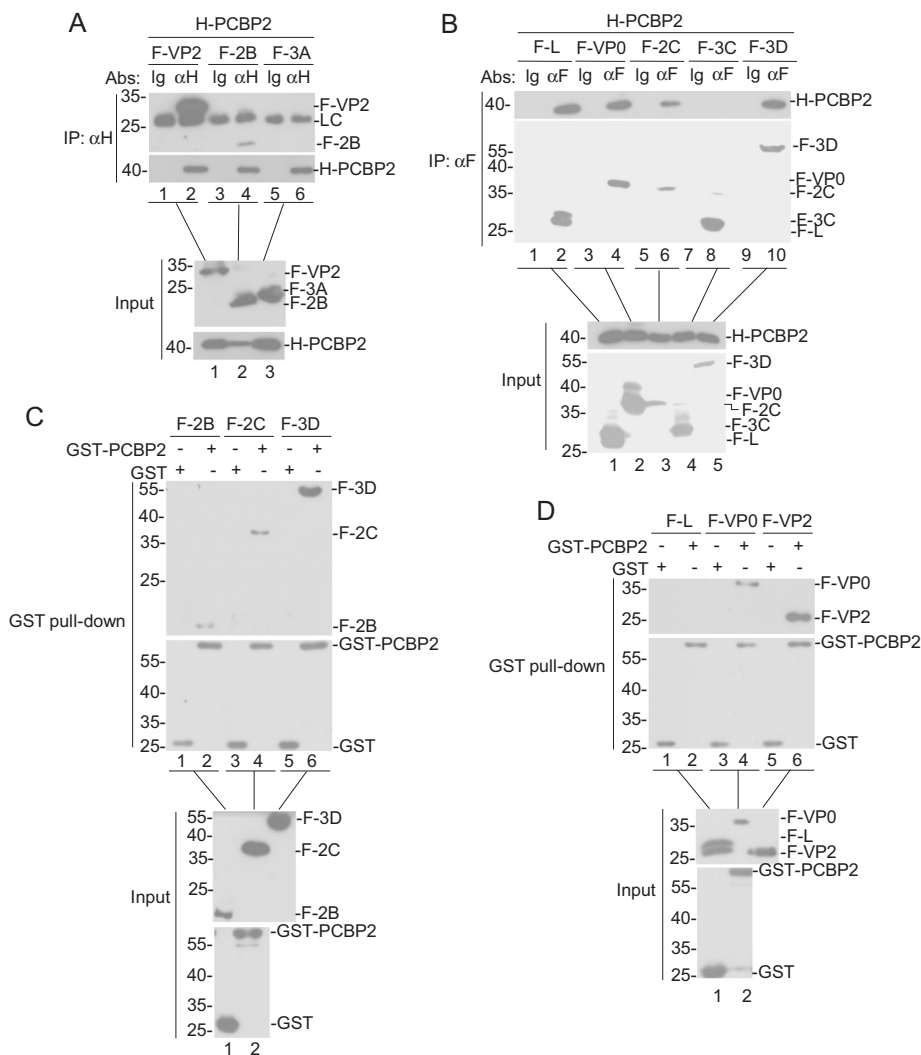 A
H-PCBP2
F-VP2 F-2B F-3A
Abs: Ig αH Ig αH Ig αH
IP: αH
35-
25-
-F-VP2
-LC
-F-2B
40-
-H-PCBP2
1 2 3 4 5 6
Input
35-
25-
-F-VP2
-F-3A
-F-2B
40-
-H-PCBP2
1 2 3
B
H-PCBP2
F-L F-VP0 F-2C F-3C F-3D
Abs: Ig αF Ig αF Ig αF Ig αF Ig αF
IP: αF
40-
-H-PCBP2
55-
40-
35-
25-
-F-3D
-F-VP0
-F-2C
-F-3C
-F-L
1 2 3 4 5 6 7 8 9 10
Input
40-
-H-PCBP2
55-
40-
35-
25-
-F-3D
-F-VP0
-F-2C
-F-3C
-F-L
1 2 3 4 5
C
F-2B F-2C F-3D
GST-PCBP2 - + - + - +
GST + - + - + -
GST pull-down
55-
40-
35-
25-
-F-3D
-F-2C
-F-2B
-GST-PCBP2
55-
40-
35-
25-
-GST
1 2 3 4 5 6
Input
55-
40-
35-
25-
-F-3D
-F-2C
-F-2B
-GST-PCBP2
55-
40-
35-
25-
-GST
1 2
D
F-L F-VP0 F-VP2
GST-PCBP2 - + - + - +
GST + - + - + -
GST pull-down
35-
25-
-F-VP0
-F-VP2
-GST-PCBP2
55-
40-
35-
25-
-GST
1 2 3 4 5 6
Input
35-
25-
-F-VP0
-F-L
-F-VP2
-GST-PCBP2
55-
40-
35-
25-
-GST
1 2